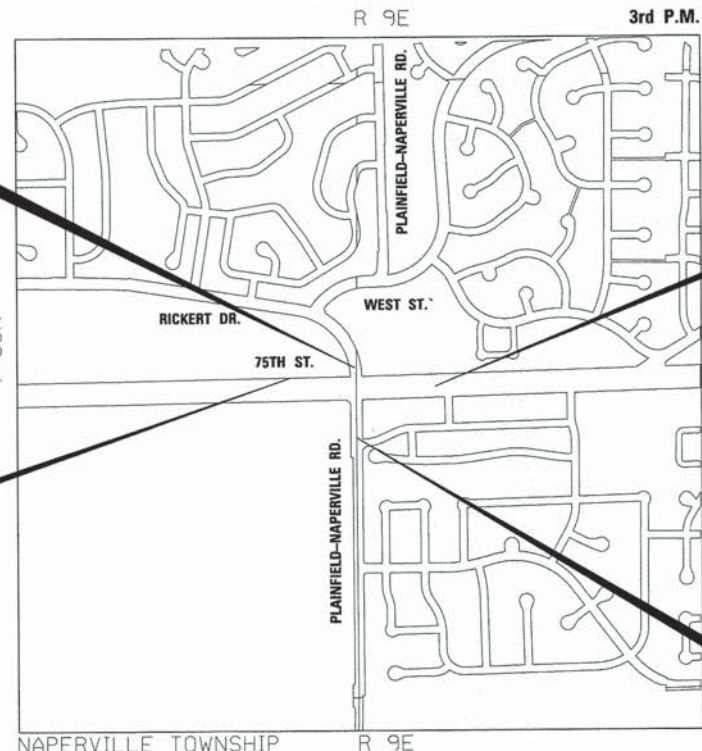 R 9E
3rd P.M.
PLAINFIELD–NAPERVILLE RD.
WEST ST.
RICKERT DR.
75TH ST.
PLAINFIELD–NAPERVILLE RD.
NAPERVILLE TOWNSHIP
R 9E